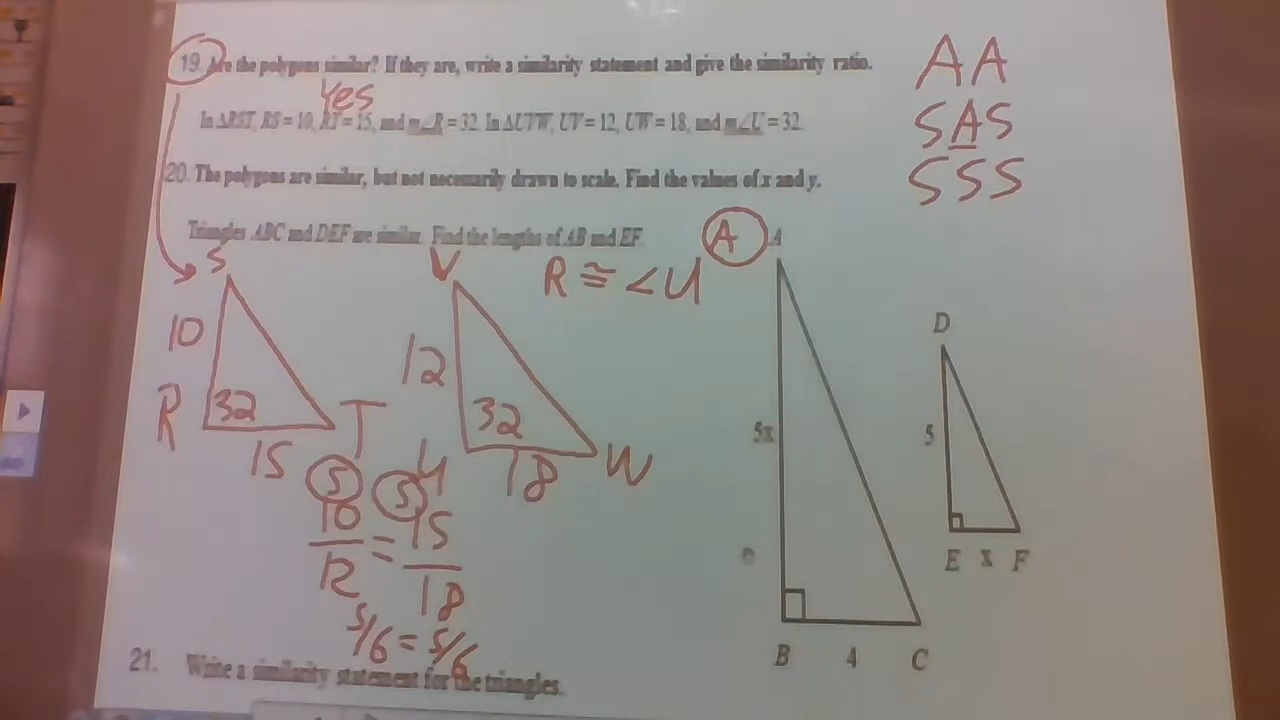 19. Are the polygons similar? If they are, write a similarity statement and give the similarity ratio.
Yes
In ΔRST, RS = 10, RT = 15, and m∠R = 32. In ΔUVW, UV = 12, UW = 18, and m∠U = 32.
20. The polygons are similar, but not necessarily drawn to scale. Find the values of x and y.
Triangles ABC and DEF are similar. Find the lengths of AB and EF.
AA
SAS
SSS
S
10
R
32
15
T
V
12
32
U
18
W
R ≅ ∠U
A
S S
10/12 = 15/18
5/6 = 5/6
A
5x
B 4 C
D
5
E x F
21. Write a similarity statement for the triangles.